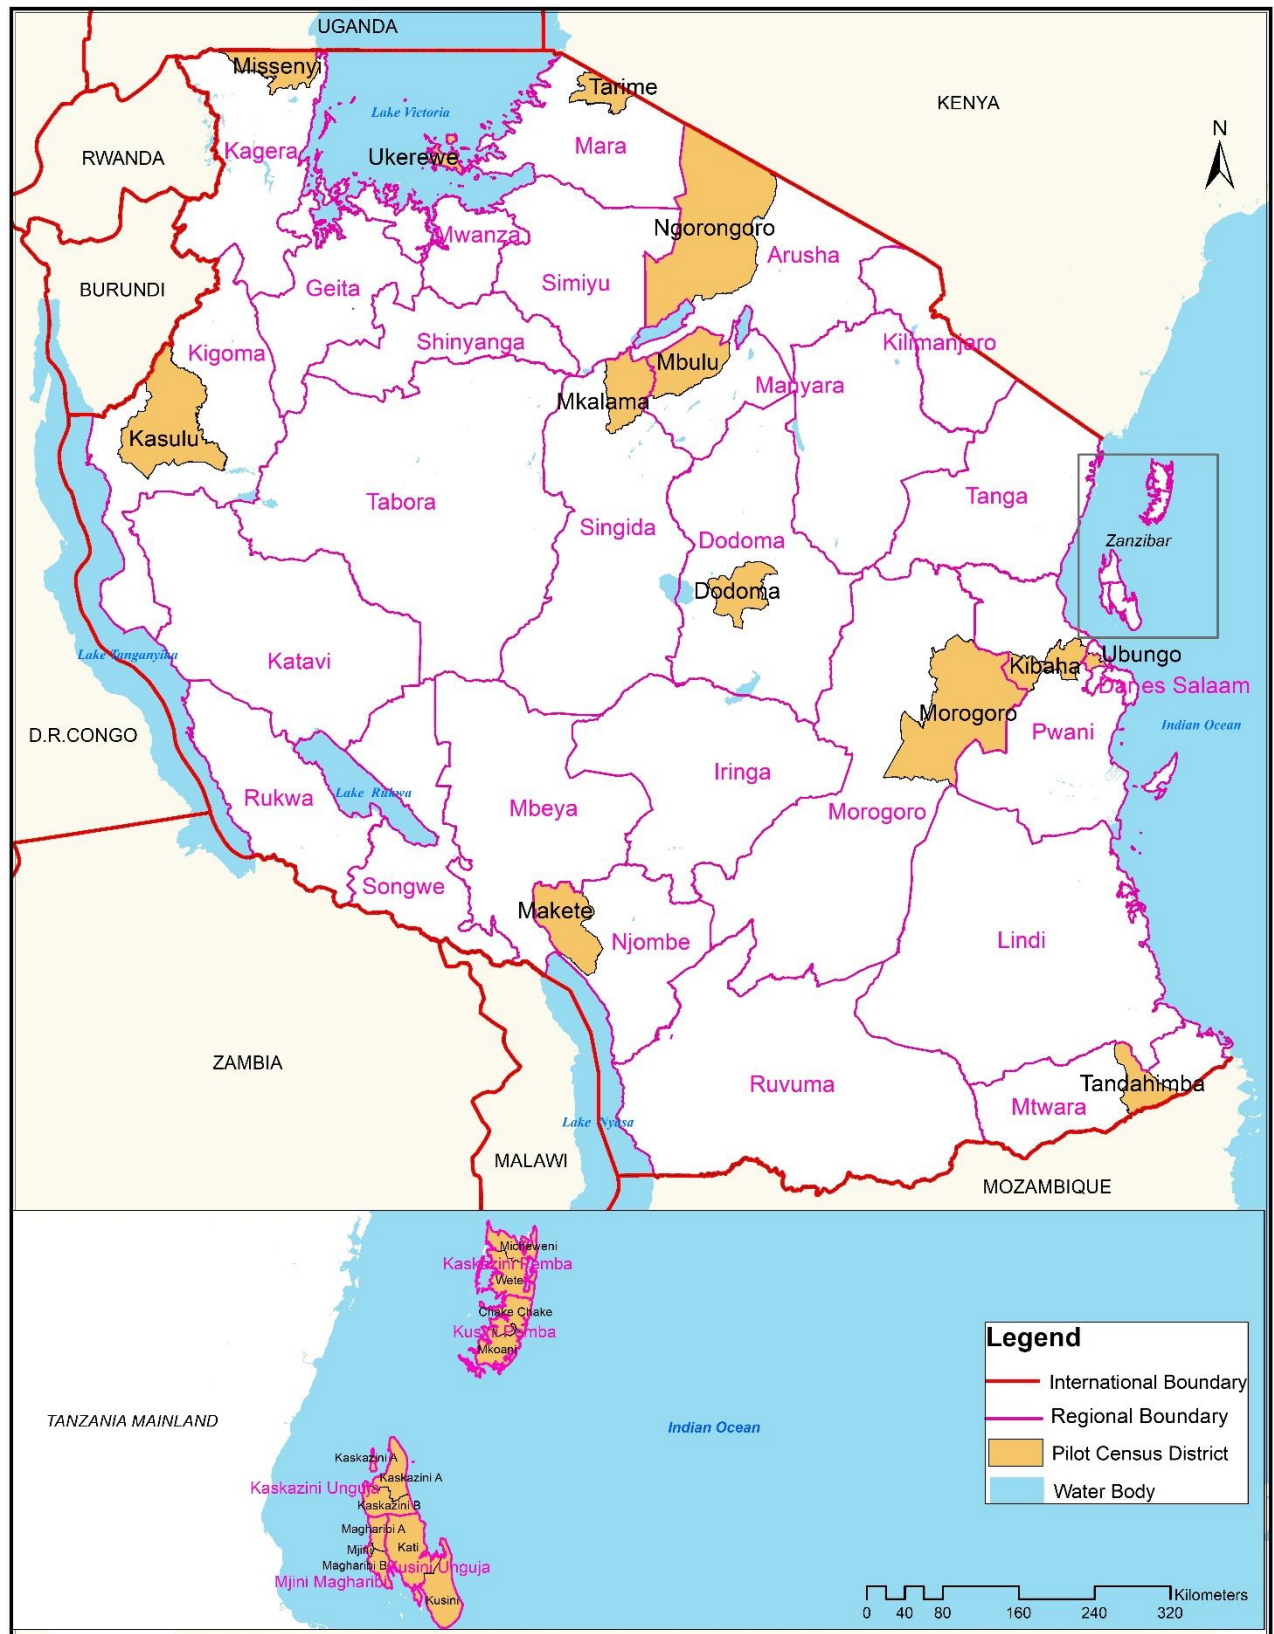 UGANDA
Missenyi
Tarime
KENYA
Lake Victoria
N
RWANDA
Kagera
Ukerewe
Mara
Ngorongoro
Mwanza
Arusha
BURUNDI
Geita
Simiyu
Kigoma
Shinyanga
Kilimanjaro
Mbulu
Manyara
Mkalama
Kasulu
Tabora
Tanga
Singida
Dodoma
Zanzibar
Dodoma
Lake Tanganyika
Katavi
Kibaha
Ubungo
Dar es Salaam
Morogoro
Indian Ocean
D.R.CONGO
Pwani
Iringa
Rukwa
Lake Rukwa
Mbeya
Morogoro
Songwe
Makete
Njombe
Lindi
ZAMBIA
Ruvuma
Tandahimba
Mtwara
Lake Nyasa
MALAWI
MOZAMBIQUE
Micheweni
Kaskazini Pemba
Wete
Chake Chake
Kusini Pemba
Mkoani
TANZANIA MAINLAND
Indian Ocean
Kaskazini A
Kaskazini A
Kaskazini Unguja
Kaskazini B
Magharibi A
Mjini
Kati
Magharibi B
Kusini Unguja
Mjini Magharibi
Kusini
Legend
International Boundary
Regional Boundary
Pilot Census District
Water Body
Kilometers
0 40 80 160 240 320